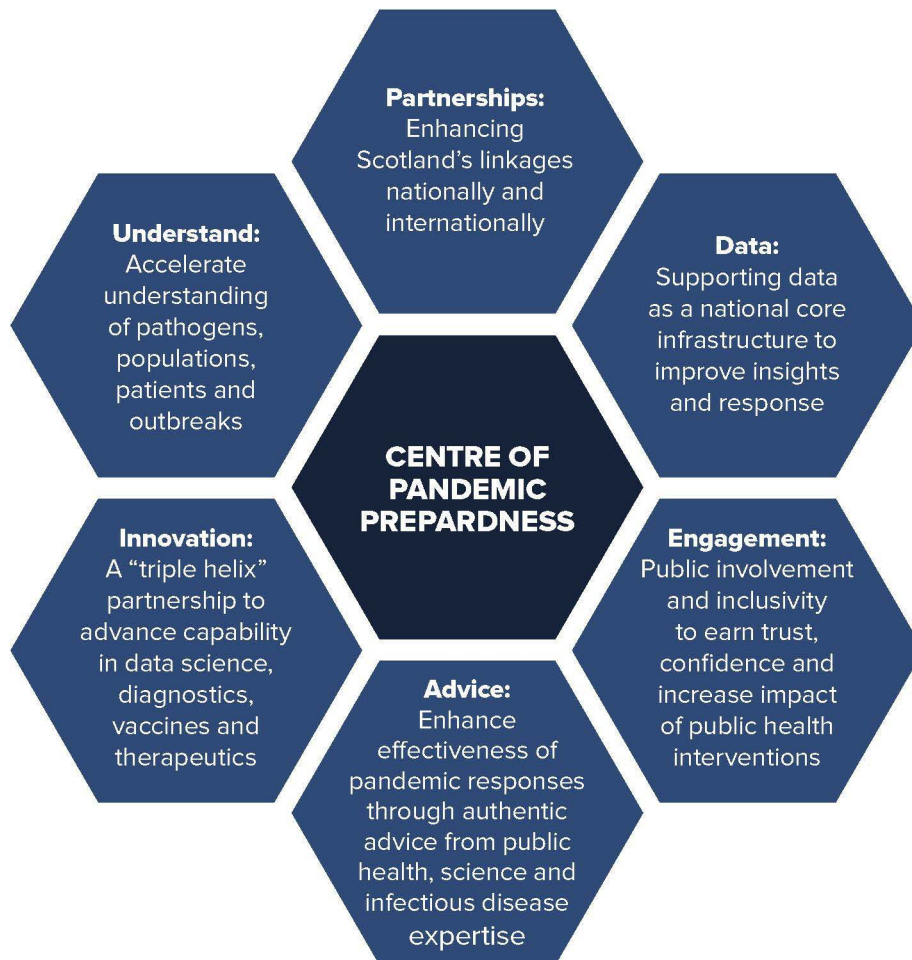 Partnerships:
Enhancing
Scotland’s linkages
nationally and
internationally
Understand:
Accelerate
understanding
of pathogens,
populations,
patients and
outbreaks
Data:
Supporting data
as a national core
infrastructure to
improve insights
and response
CENTRE OF
PANDEMIC
PREPARDNESS
Innovation:
A “triple helix”
partnership to
advance capability
in data science,
diagnostics,
vaccines and
therapeutics
Engagement:
Public involvement
and inclusivity
to earn trust,
confidence and
increase impact
of public health
interventions
Advice:
Enhance
effectiveness of
pandemic responses
through authentic
advice from public
health, science and
infectious disease
expertise